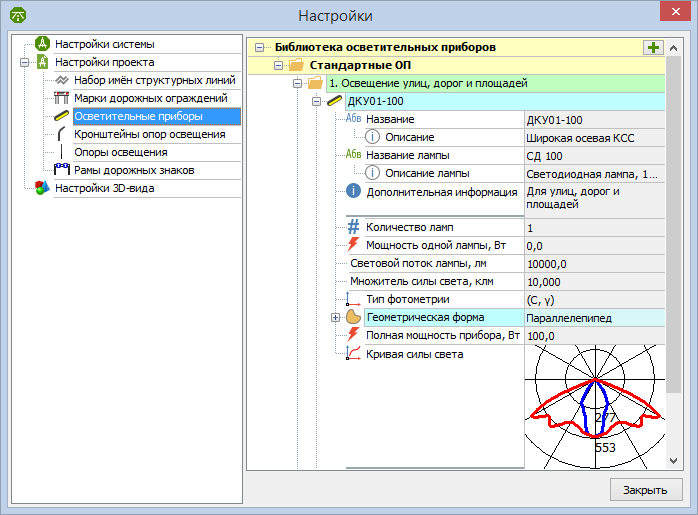 Настройки
Настройки системы
Настройки проекта
Набор имён структурных линий
Марки дорожных ограждений
Осветительные приборы
Кронштейны опор освещения
Опоры освещения
Рамы дорожных знаков
Настройки 3D-вида
Библиотека осветительных приборов
Стандартные ОП
1. Освещение улиц, дорог и площадей
ДКУ01-100
Абв Название ДКУ01-100
Описание Широкая осевая КСС
Абв Название лампы СД 100
Описание лампы Светодиодная лампа, 1...
Дополнительная информация Для улиц, дорог и
площадей
Количество ламп 1
Мощность одной лампы, Вт 0,0
Световой поток лампы, лм 10000,0
Множитель силы света, клм 10,000
Тип фотометрии (C, γ)
Геометрическая форма Параллелепипед
Полная мощность прибора, Вт 100,0
Кривая силы света
277
553
Закрыть